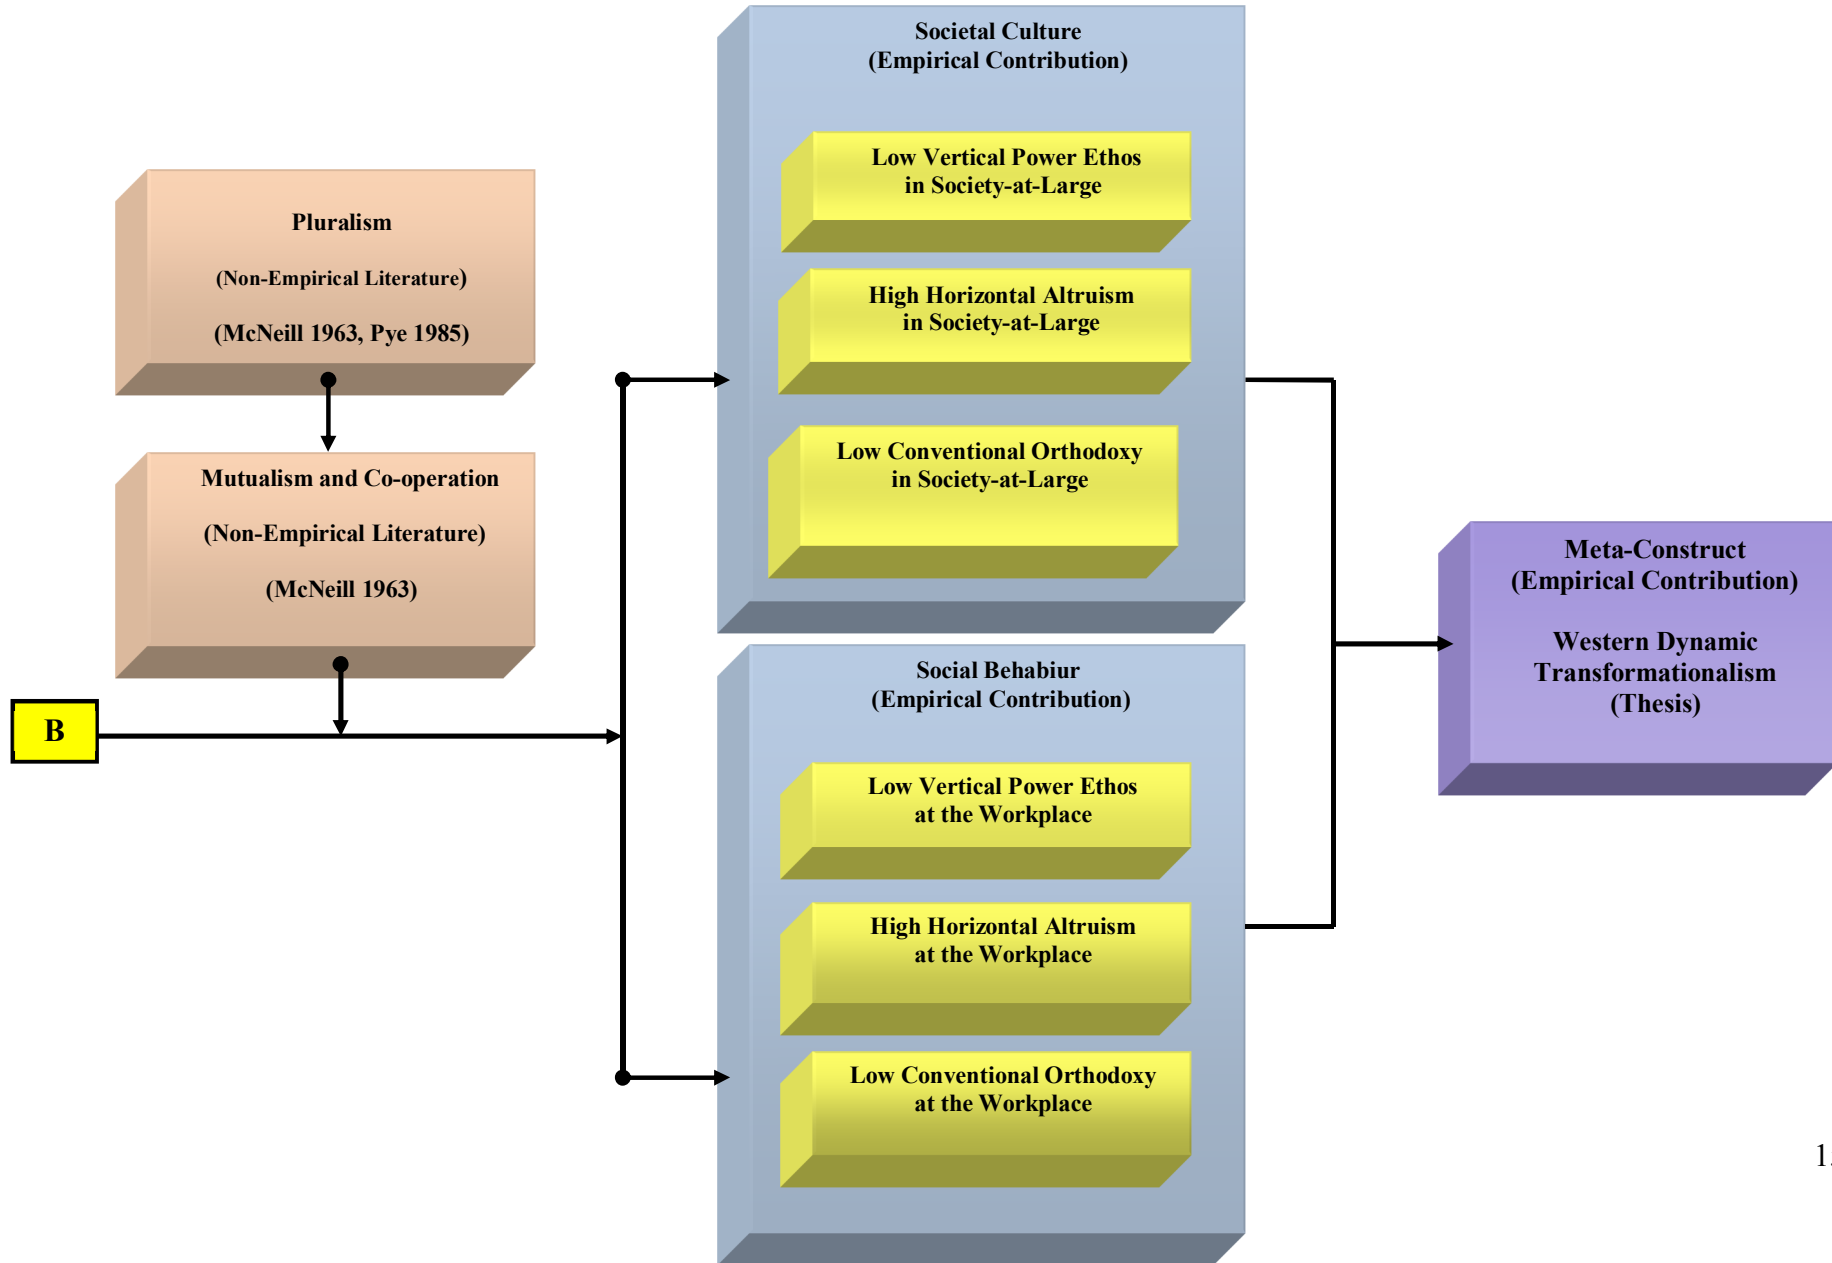 Pluralism
(Non-Empirical Literature)
(McNeill 1963, Pye 1985)
Mutualism and Co-operation
(Non-Empirical Literature)
(McNeill 1963)
B
Societal Culture
(Empirical Contribution)
Low Vertical Power Ethos
in Society-at-Large
High Horizontal Altruism
in Society-at-Large
Low Conventional Orthodoxy
in Society-at-Large
Social Behabiur
(Empirical Contribution)
Low Vertical Power Ethos
at the Workplace
High Horizontal Altruism
at the Workplace
Low Conventional Orthodoxy
at the Workplace
Meta-Construct
(Empirical Contribution)
Western Dynamic
Transformationalism
(Thesis)